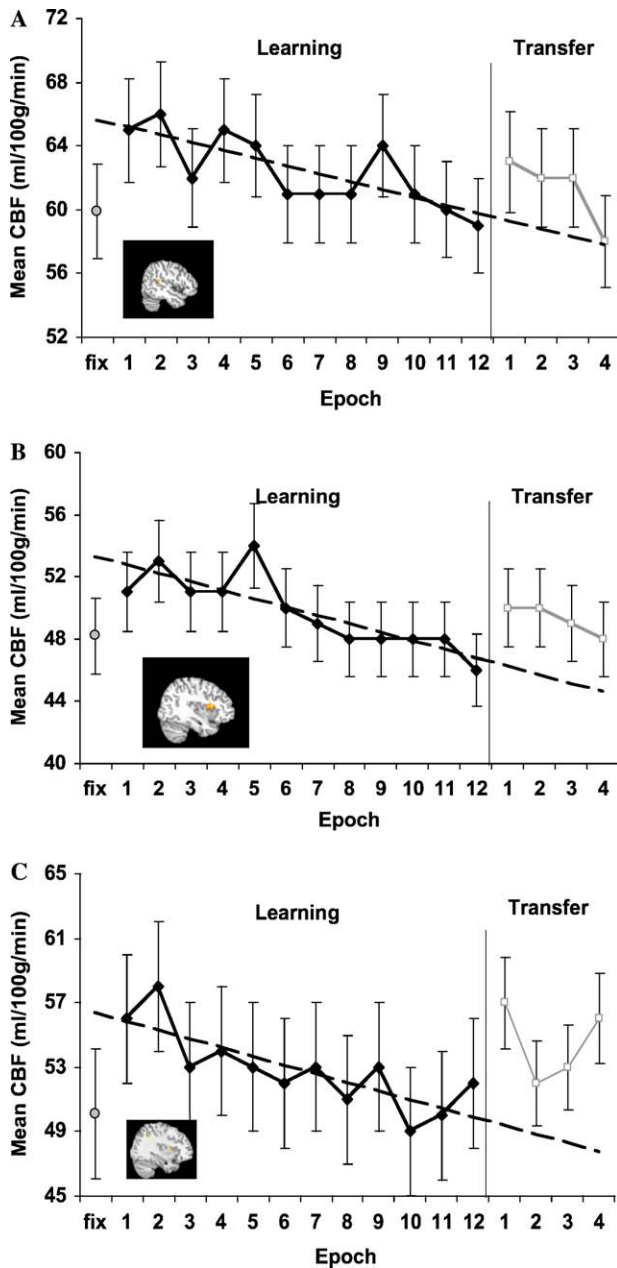 A
72
Learning Transfer
68
64
60
56
52
Mean CBF (ml/100g/min)
fix 1 2 3 4 5 6 7 8 9 10 11 12 1 2 3 4
Epoch
B
60
Learning Transfer
56
52
48
44
40
Mean CBF (ml/100g/min)
fix 1 2 3 4 5 6 7 8 9 10 11 12 1 2 3 4
Epoch
C
65
Learning Transfer
61
57
53
49
45
Mean CBF (ml/100g/min)
fix 1 2 3 4 5 6 7 8 9 10 11 12 1 2 3 4
Epoch